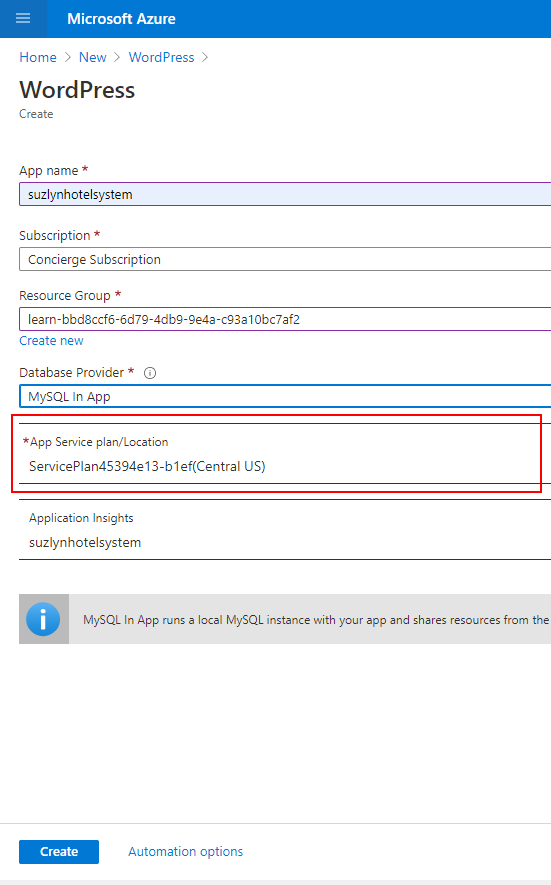 Microsoft Azure
Home > New > WordPress >
WordPress
Create
App name *
suzlynhotelsystem
Subscription *
Concierge Subscription
Resource Group *
learn-bbd8ccf6-6d79-4db9-9e4a-c93a10bc7af2
Create new
Database Provider *
MySQL In App
*App Service plan/Location
ServicePlan45394e13-b1ef(Central US)
Application Insights
suzlynhotelsystem
MySQL In App runs a local MySQL instance with your app and shares resources from the
Create Automation options